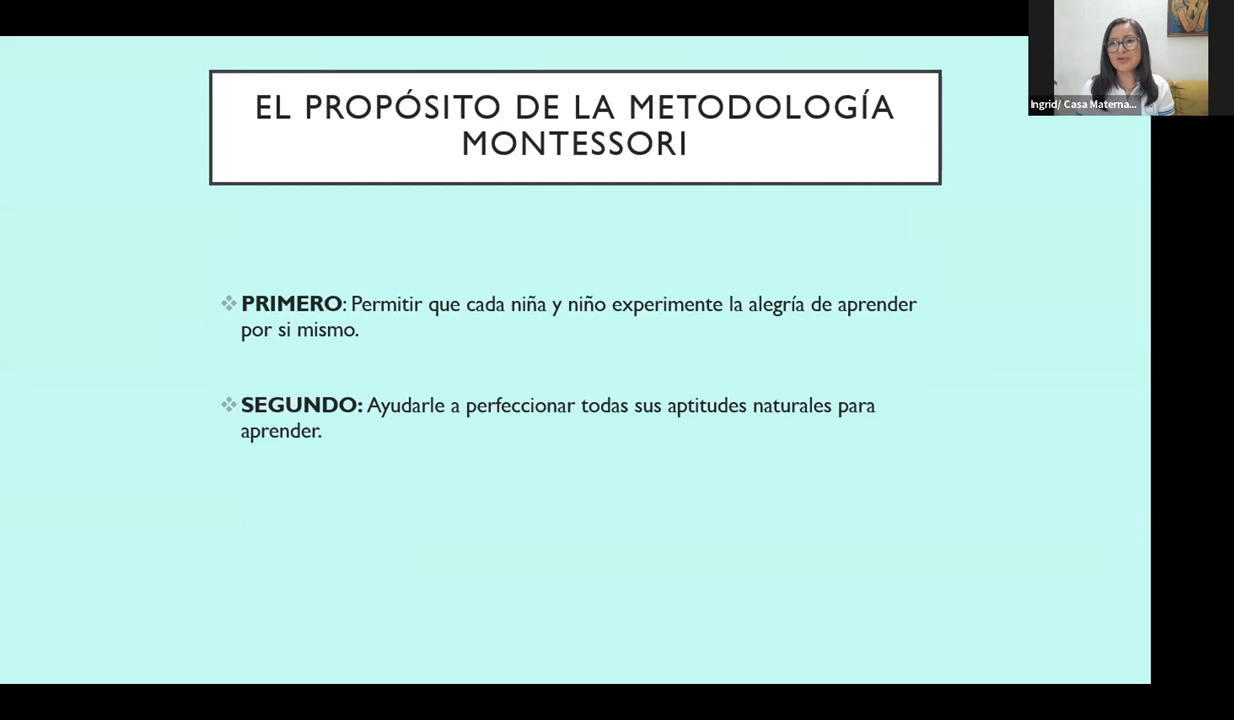 EL PROPÓSITO DE LA METODOLOGÍA
MONTESSORI
Ingrid/ Casa Materna...
❖ PRIMERO: Permitir que cada niña y niño experimente la alegría de aprender
por si mismo.
❖ SEGUNDO: Ayudarle a perfeccionar todas sus aptitudes naturales para
aprender.